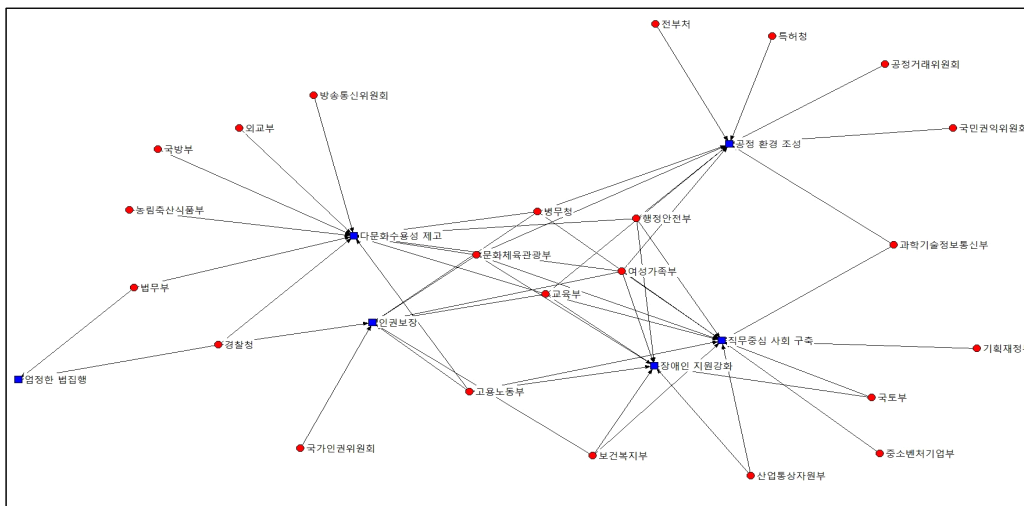 전부처
특허청
공정거래위원회
방송통신위원회
외교부
국민권익위원회
공정 환경 조성
국방부
농림축산식품부
병무청
행정안전부
다문화수용성 제고
과학기술정보통신부
문화체육관광부
여성가족부
법무부
교육부
인권보장
직무중심 사회 구축
경찰청
기획재정
장애인 지원강화
엄정한 법집행
고용노동부
국토부
국가인권위원회
보건복지부
중소벤처기업부
산업통상자원부